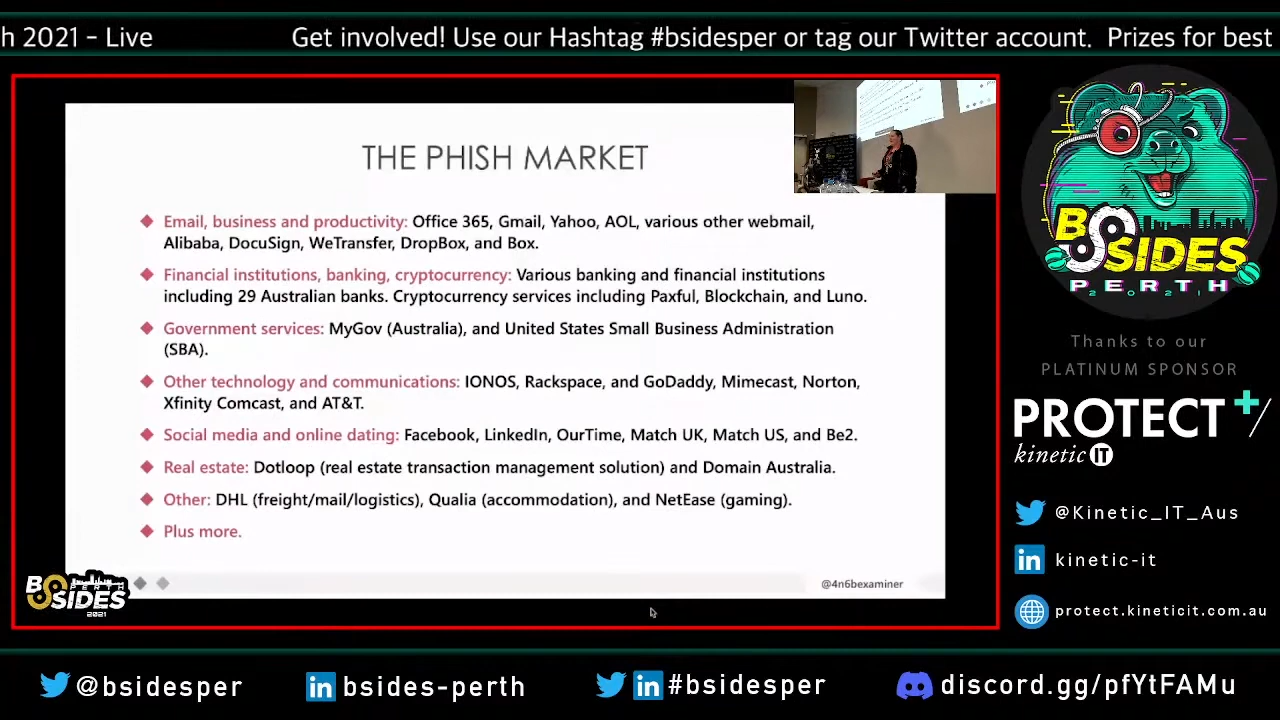 h 2021 – Live
Get involved! Use our Hashtag #bsidesper or tag our Twitter account. Prizes for best
THE PHISH MARKET
Email, business and productivity: Office 365, Gmail, Yahoo, AOL, various other webmail,
Alibaba, DocuSign, WeTransfer, DropBox, and Box.
Financial institutions, banking, cryptocurrency: Various banking and financial institutions
including 29 Australian banks. Cryptocurrency services including Paxful, Blockchain, and Luno.
Government services: MyGov (Australia), and United States Small Business Administration
(SBA).
Other technology and communications: IONOS, Rackspace, and GoDaddy, Mimecast, Norton,
Xfinity Comcast, and AT&T.
Social media and online dating: Facebook, LinkedIn, OurTime, Match UK, Match US, and Be2.
Real estate: Dotloop (real estate transaction management solution) and Domain Australia.
Other: DHL (freight/mail/logistics), Qualia (accommodation), and NetEase (gaming).
Plus more.
@4n6bexaminer
BSIDES
PERTH
2021
BSIDES
PERTH
2021
Thanks to our
PLATINUM SPONSOR
PROTECT+/
kinetic IT
@Kinetic_IT_Aus
in kinetic-it
protect.kineticit.com.au
@bsidesper
in bsides-perth
in #bsidesper
discord.gg/pfYtFAMu